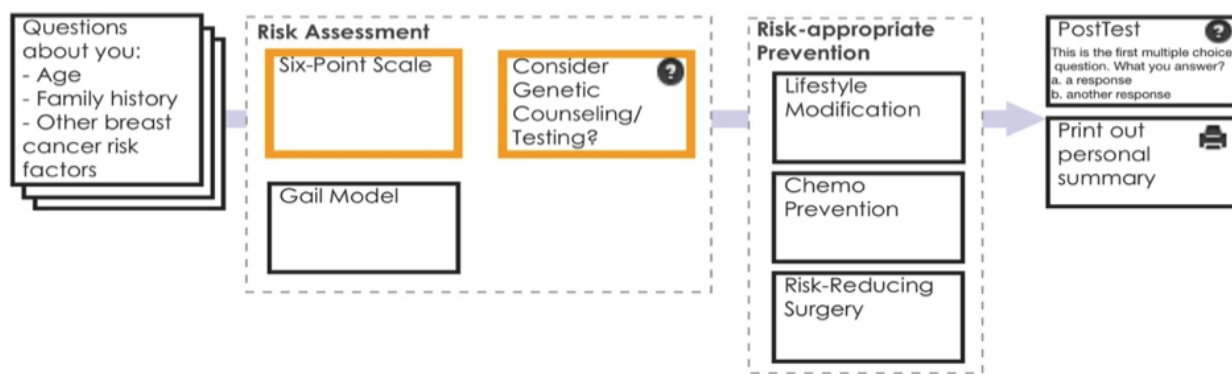 Questions
about you:
- Age
- Family history
- Other breast
cancer risk
factors
Risk Assessment
Six-Point Scale
Consider
Genetic
Counseling/
Testing?
?
Gail Model
Risk-appropriate
Prevention
Lifestyle
Modification
Chemo
Prevention
Risk-Reducing
Surgery
PostTest
?
This is the first multiple choice
question. What you answer?
a. a response
b. another response
Print out
personal
summary